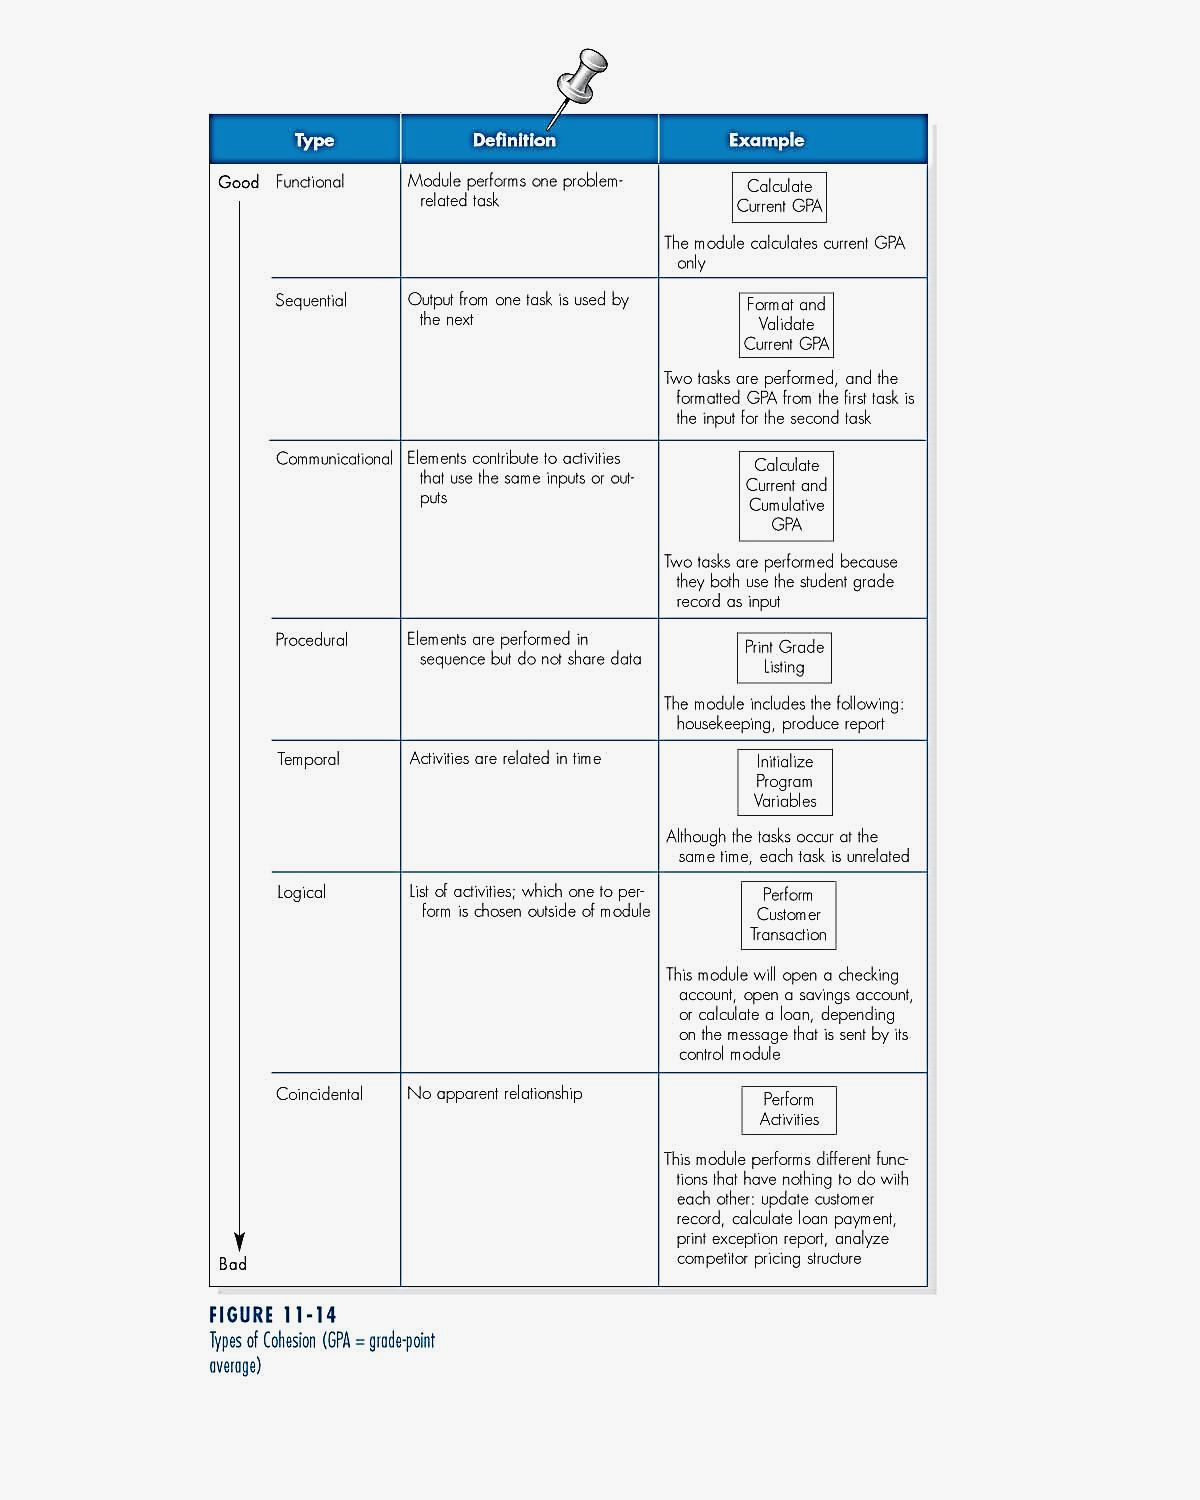 Type Definition Example
Good Functional
Module performs one problem-
related task
Calculate
Current GPA
The module calculates current GPA
only
Sequential
Output from one task is used by
the next
Format and
Validate
Current GPA
Two tasks are performed, and the
formatted GPA from the first task is
the input for the second task
Communicational
Elements contribute to activities
that use the same inputs or out-
puts
Calculate
Current and
Cumulative
GPA
Two tasks are performed because
they both use the student grade
record as input
Procedural
Elements are performed in
sequence but do not share data
Print Grade
Listing
The module includes the following:
housekeeping, produce report
Temporal
Activities are related in time
Initialize
Program
Variables
Although the tasks occur at the
same time, each task is unrelated
Logical
List of activities; which one to per-
form is chosen outside of module
Perform
Customer
Transaction
This module will open a checking
account, open a savings account,
or calculate a loan, depending
on the message that is sent by its
control module
Coincidental
No apparent relationship
Perform
Activities
This module performs different func-
tions that have nothing to do with
each other: update customer
record, calculate loan payment,
print exception report, analyze
competitor pricing structure
Bad
FIGURE 11-14
Types of Cohesion (GPA = grade-point
average)